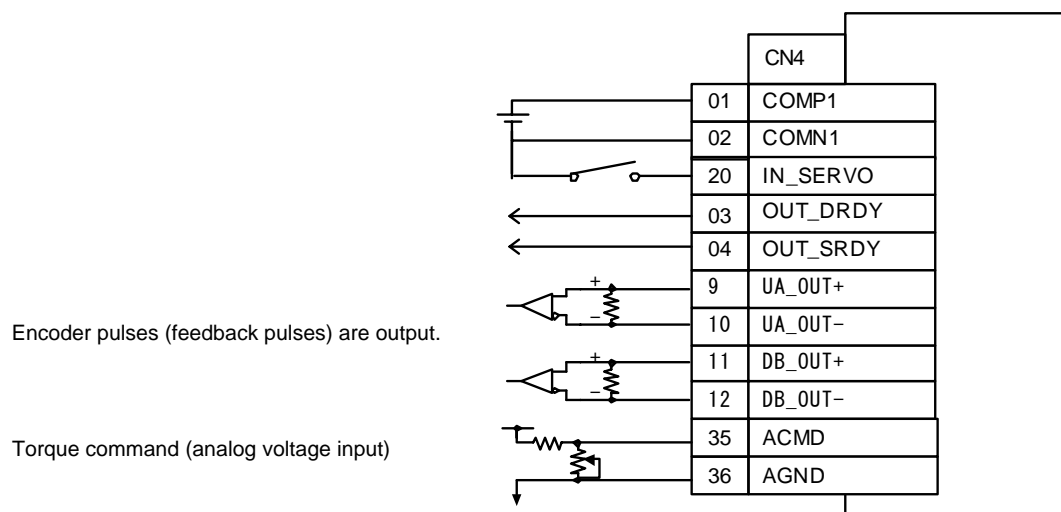 CN4
01 COMP1
02 COMN1
20 IN_SERVO
03 OUT_DRDY
04 OUT_SRDY
+ 9 UA_OUT+
Encoder pulses (feedback pulses) are output.
− 10 UA_OUT−
+ 11 DB_OUT+
− 12 DB_OUT−
Torque command (analog voltage input)
35 ACMD
36 AGND